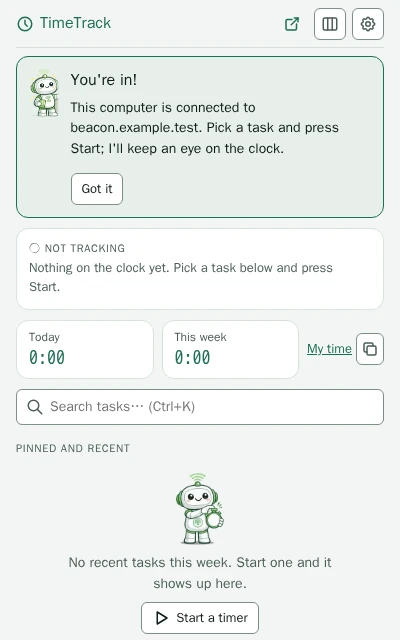 TimeTrack
You're in!
This computer is connected to
beacon.example.test. Pick a task and press
Start; I'll keep an eye on the clock.
Got it
NOT TRACKING
Nothing on the clock yet. Pick a task below and press
Start.
Today
0:00
This week
0:00
My time
Search tasks··· (Ctrl+K)
PINNED AND RECENT
No recent tasks this week. Start one and it
shows up here.
Start a timer